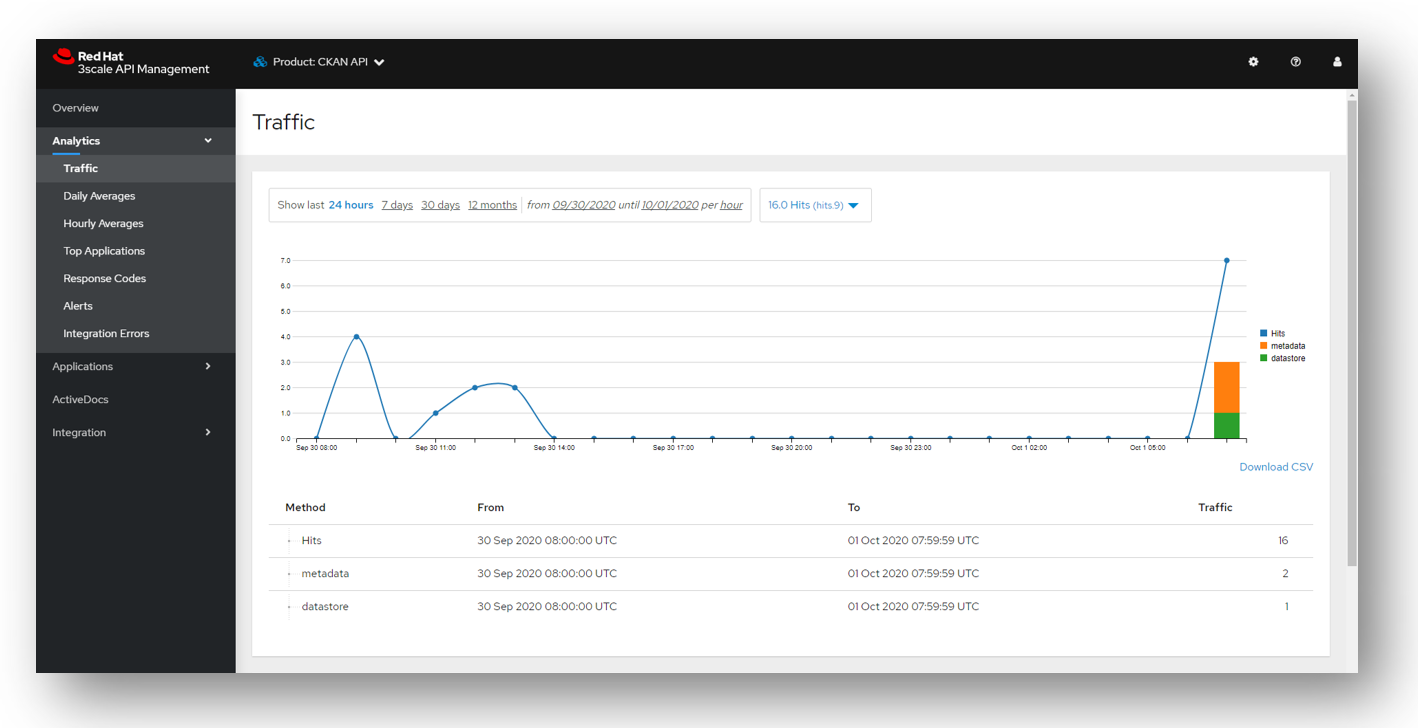 Red Hat
3scale API Management
Product: CKAN API
Overview
Analytics
Traffic
Daily Averages
Hourly Averages
Top Applications
Response Codes
Alerts
Integration Errors
Applications
ActiveDocs
Integration
Traffic
Show last 24 hours 7 days 30 days 12 months from 09/30/2020 until 10/01/2020 per hour
16.0 Hits (hits.9)
7.0
6.0
5.0
4.0
3.0
2.0
1.0
0.0
Sep 30 08:00 Sep 30 11:00 Sep 30 14:00 Sep 30 17:00 Sep 30 20:00 Sep 30 23:00 Oct 1 02:00 Oct 1 05:00
Hits
metadata
datastore
Download CSV
Method From To Traffic
Hits 30 Sep 2020 08:00:00 UTC 01 Oct 2020 07:59:59 UTC 16
metadata 30 Sep 2020 08:00:00 UTC 01 Oct 2020 07:59:59 UTC 2
datastore 30 Sep 2020 08:00:00 UTC 01 Oct 2020 07:59:59 UTC 1